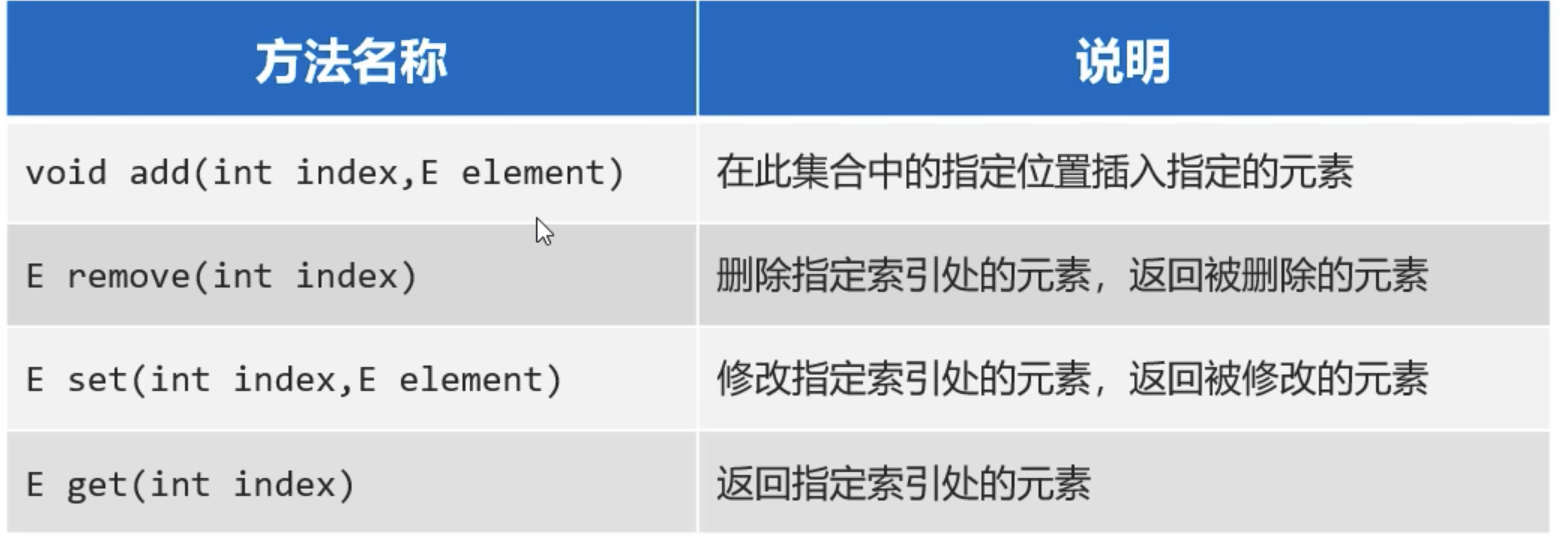 方法名称 说明
void add(int index,E element) 在此集合中的指定位置插入指定的元素
E remove(int index) 删除指定索引处的元素，返回被删除的元素
E set(int index,E element) 修改指定索引处的元素，返回被修改的元素
E get(int index) 返回指定索引处的元素